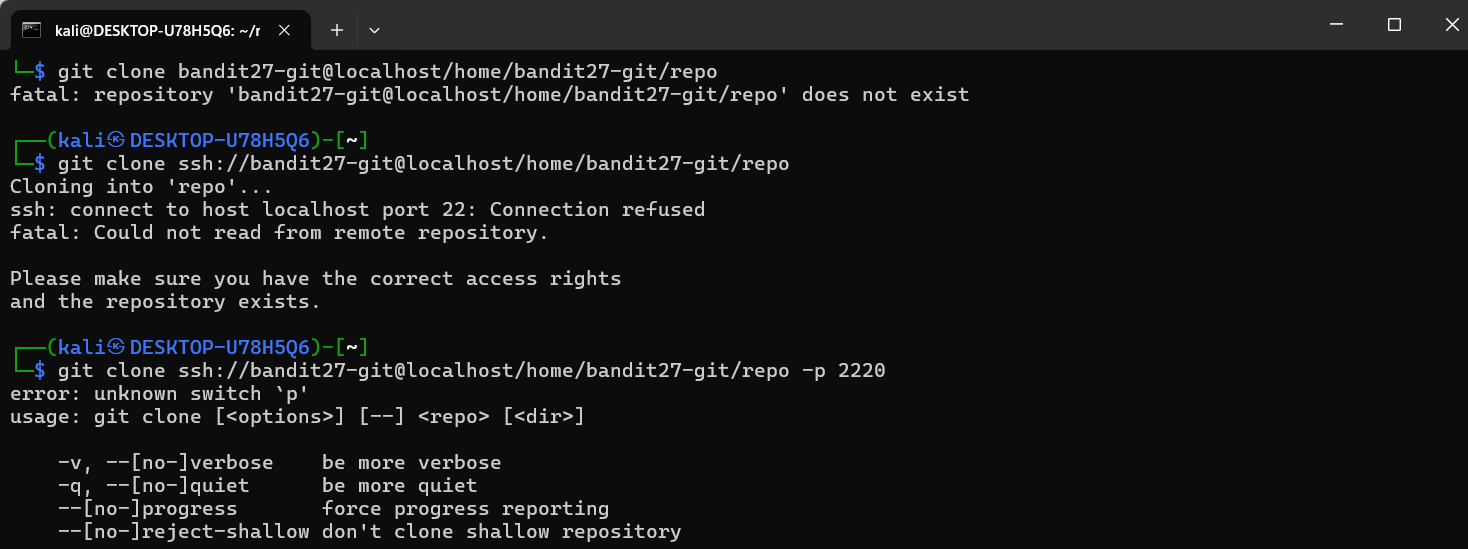 kali@DESKTOP-U78H5Q6: ~/r
└─$ git clone bandit27-git@localhost/home/bandit27-git/repo
fatal: repository 'bandit27-git@localhost/home/bandit27-git/repo' does not exist
┌──(kali㉿DESKTOP-U78H5Q6)-[~]
└─$ git clone ssh://bandit27-git@localhost/home/bandit27-git/repo
Cloning into 'repo'...
ssh: connect to host localhost port 22: Connection refused
fatal: Could not read from remote repository.
Please make sure you have the correct access rights
and the repository exists.
┌──(kali㉿DESKTOP-U78H5Q6)-[~]
└─$ git clone ssh://bandit27-git@localhost/home/bandit27-git/repo -p 2220
error: unknown switch `p'
usage: git clone [<options>] [--] <repo> [<dir>]
-v, --[no-]verbose    be more verbose
-q, --[no-]quiet      be more quiet
--[no-]progress       force progress reporting
--[no-]reject-shallow don't clone shallow repository